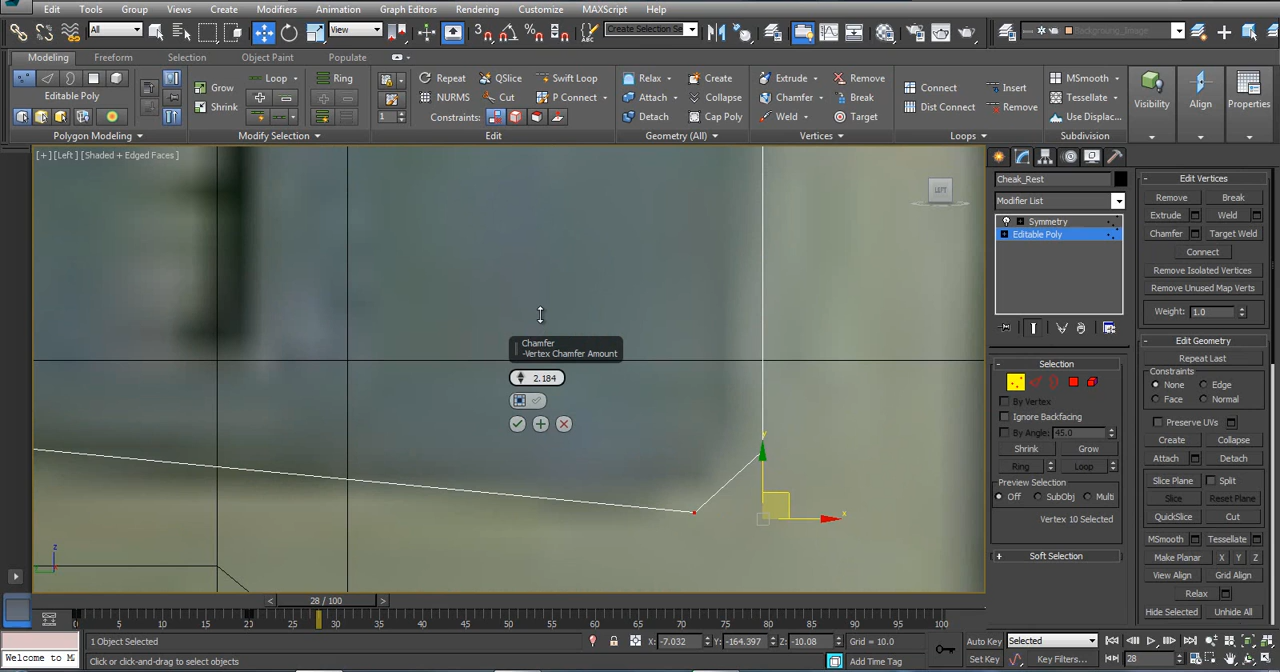 Edit Tools Group Views Create Modifiers Animation Graph Editors Rendering Customize MAXScript Help
All View Create Selection Se
Modeling Freeform Selection Object Paint Populate
Editable Poly
Polygon Modeling
Grow
Shrink
Loop Ring
Modify Selection
1
Repeat QSlice Swift Loop
NURMS Cut P Connect
Constraints:
Edit
Relax Create
Attach Collapse
Detach Cap Poly
Geometry (All)
Extrude Remove
Chamfer Break
Weld Target
Vertices
Connect Insert
Dist Connect Remove
Loops
MSmooth
Tessellate
Use Displac...
Subdivision
Visibility
Align
Properties
[+] [Left] [Shaded + Edged Faces]
LEFT
Chamfer
-Vertex Chamfer Amount
2.184
y
x
z
Cheak_Rest
Modifier List
Symmetry
Editable Poly
Selection
By Vertex
Ignore Backfacing
By Angle: 45.0
Shrink Grow
Ring Loop
Preview Selection
Off SubObj Multi
Vertex 10 Selected
Soft Selection
Edit Vertices
Remove Break
Extrude Weld
Chamfer Target Weld
Connect
Remove Isolated Vertices
Remove Unused Map Verts
Weight: 1.0
Edit Geometry
Repeat Last
Constraints
None Edge
Face Normal
Preserve UVs
Create Collapse
Attach Detach
Slice Plane Split
Slice Reset Plane
QuickSlice Cut
MSmooth Tessellate
Make Planar X Y Z
View Align Grid Align
Relax
Hide Selected Unhide All
28 / 100
0 5 10 15 20 25 30 35 40 45 50 55 60 65 70 75 80 85 90 95 100
1 Object Selected X: -7.032 Y: -164.397 Z: -10.08 Grid = 10.0 Auto Key Selected
Welcome to M Click or click-and-drag to select objects Add Time Tag Set Key Key Filters... 28